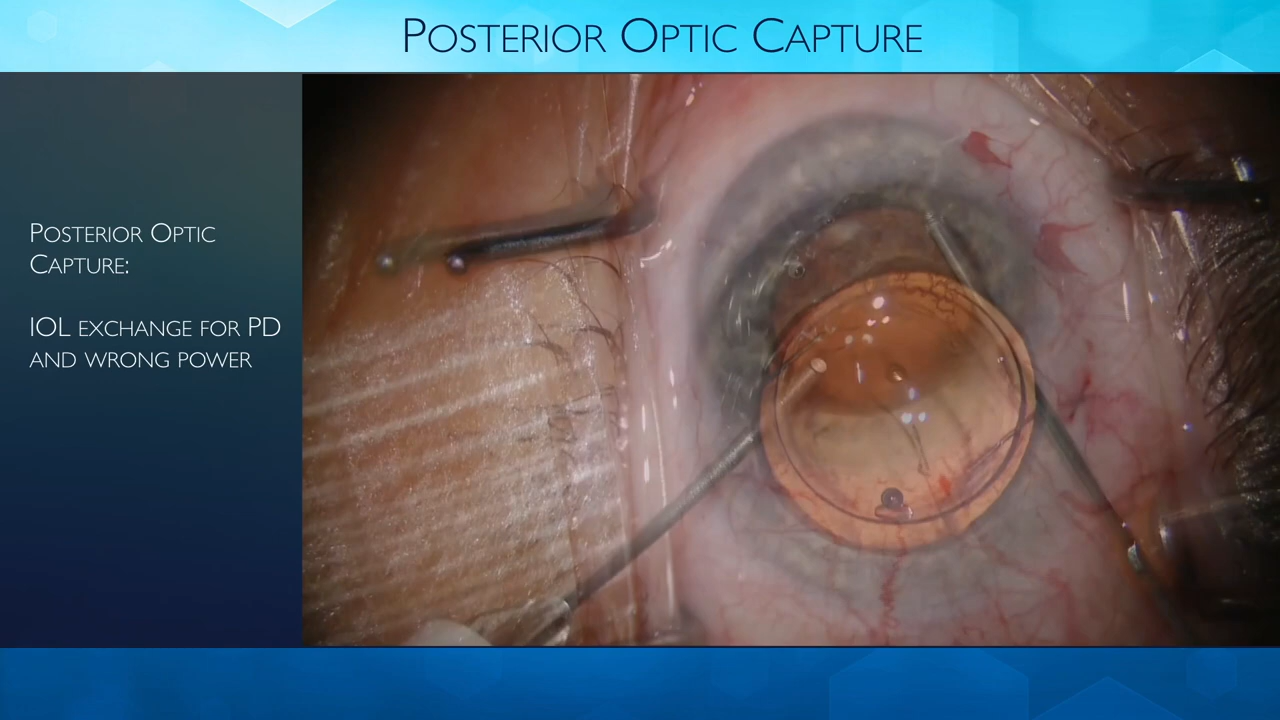 Posterior Optic Capture
Posterior Optic
Capture:
IOL exchange for PD
and wrong power